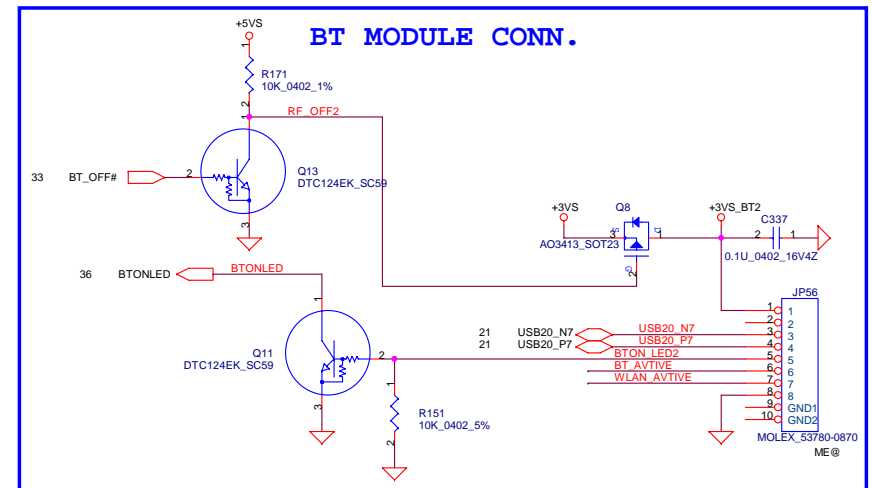 BT MODULE CONN.
+5VS
1
R171
10K_0402_1%
2
RF_OFF2
1
33 BT_OFF# 2
Q13
DTC124EK_SC59
3
+3VS Q8 +3VS_BT2
C337
3 S D 1 2 1
AO3413_SOT23
G
2
0.1U_0402_16V4Z
36 BTONLED BTONLED
1
Q11
DTC124EK_SC59
2
3
1
R151
10K_0402_5%
2
JP56
1 1
2 2
21 USB20_N7 USB20_N7 3 3
21 USB20_P7 USB20_P7 4 4
BTON_LED2 5 5
BT_AVTIVE 6 6
WLAN_AVTIVE 7 7
8 8
9 GND1
10 GND2
MOLEX_53780-0870
ME@